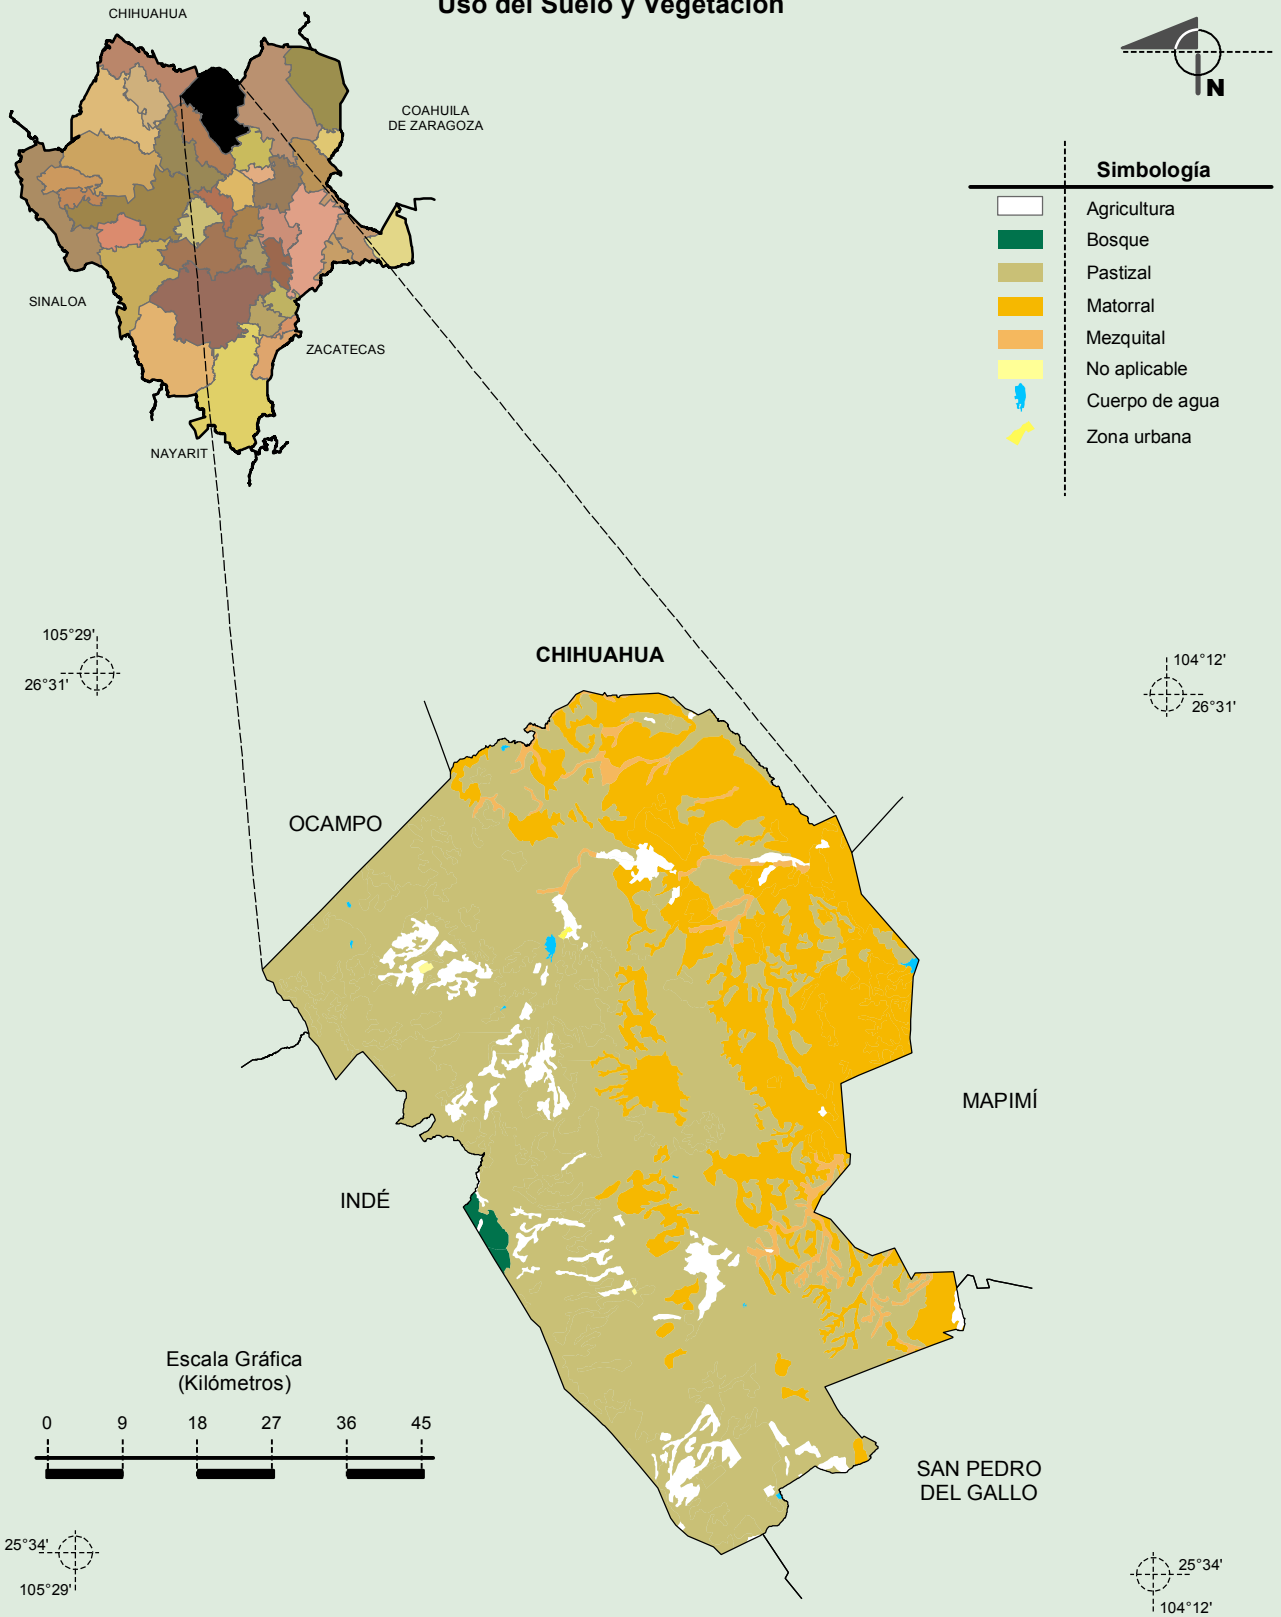 Uso del Suelo y Vegetación
CHIHUAHUA
COAHUILA
DE ZARAGOZA
SINALOA
ZACATECAS
NAYARIT
N
Simbología
Agricultura
Bosque
Pastizal
Matorral
Mezquital
No aplicable
Cuerpo de agua
Zona urbana
105°29'
26°31'
104°12'
26°31'
CHIHUAHUA
OCAMPO
MAPIMÍ
INDÉ
SAN PEDRO
DEL GALLO
Escala Gráfica
(Kilómetros)
0 9 18 27 36 45
25°34'
105°29'
25°34'
104°12'